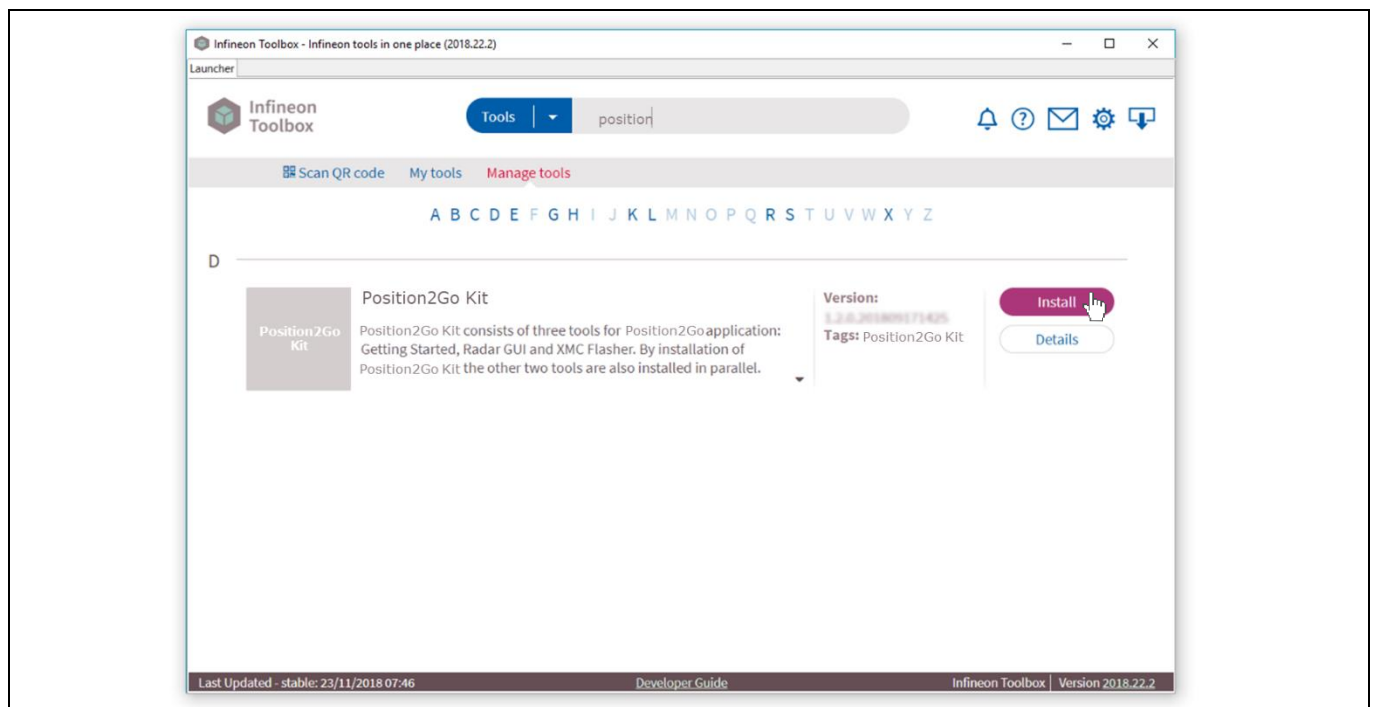 Infineon Toolbox - Infineon tools in one place (2018.22.2)
Launcher
Infineon
Toolbox
Tools
position
Scan QR code My tools Manage tools
A B C D E F G H I J K L M N O P Q R S T U V W X Y Z
D
Position2Go
Kit
Position2Go Kit
Position2Go Kit consists of three tools for Position2Go application:
Getting Started, Radar GUI and XMC Flasher. By installation of
Position2Go Kit the other two tools are also installed in parallel.
Version:
Tags: Position2Go Kit
Install
Details
Last Updated - stable: 23/11/2018 07:46
Developer Guide
Infineon Toolbox | Version 2018.22.2